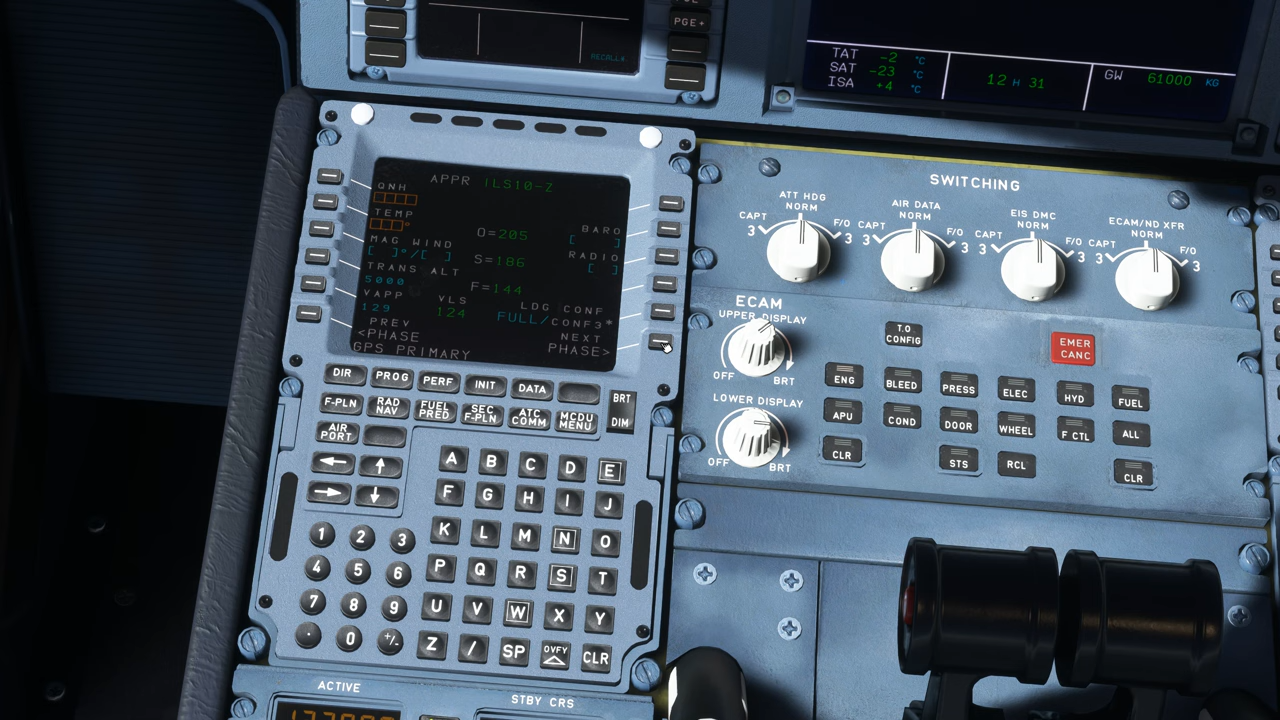 PGE+
RECALL
TAT -2 °C
SAT -23 °C
ISA +4 °C
12 H 31
GW 61000 KG
APPR ILS10-Z
QNH
TEMP
MAG WIND
[ ]°/[ ]
TRANS ALT
5000
VAPP
129
VLS
124
O=205
S=186
F=144
BARO
[ ]
RADIO
[ ]
LDG CONF
FULL/CONF3*
PREV
<PHASE
NEXT
PHASE>
GPS PRIMARY
DIR PROG PERF INIT DATA
BRT
DIM
F-PLN
RAD NAV
FUEL PRED
SEC F-PLN
ATC COMM
MCDU MENU
AIR PORT
← ↑
→ ↓
A B C D E
F G H I J
K L M N O
P Q R S T
U V W X Y
Z / SP OVFY CLR
1 2 3
4 5 6
7 8 9
. 0 +/-
SWITCHING
ATT HDG
NORM
CAPT 3 F/O 3
AIR DATA
NORM
CAPT 3 F/O 3
EIS DMC
NORM
CAPT 3 F/O 3
ECAM/ND XFR
NORM
CAPT 3 F/O 3
ECAM
UPPER DISPLAY
OFF BRT
LOWER DISPLAY
OFF BRT
T.O CONFIG
EMER CANC
ENG BLEED PRESS ELEC HYD FUEL
APU COND DOOR WHEEL F CTL ALL
CLR STS RCL CLR
ACTIVE
STBY CRS